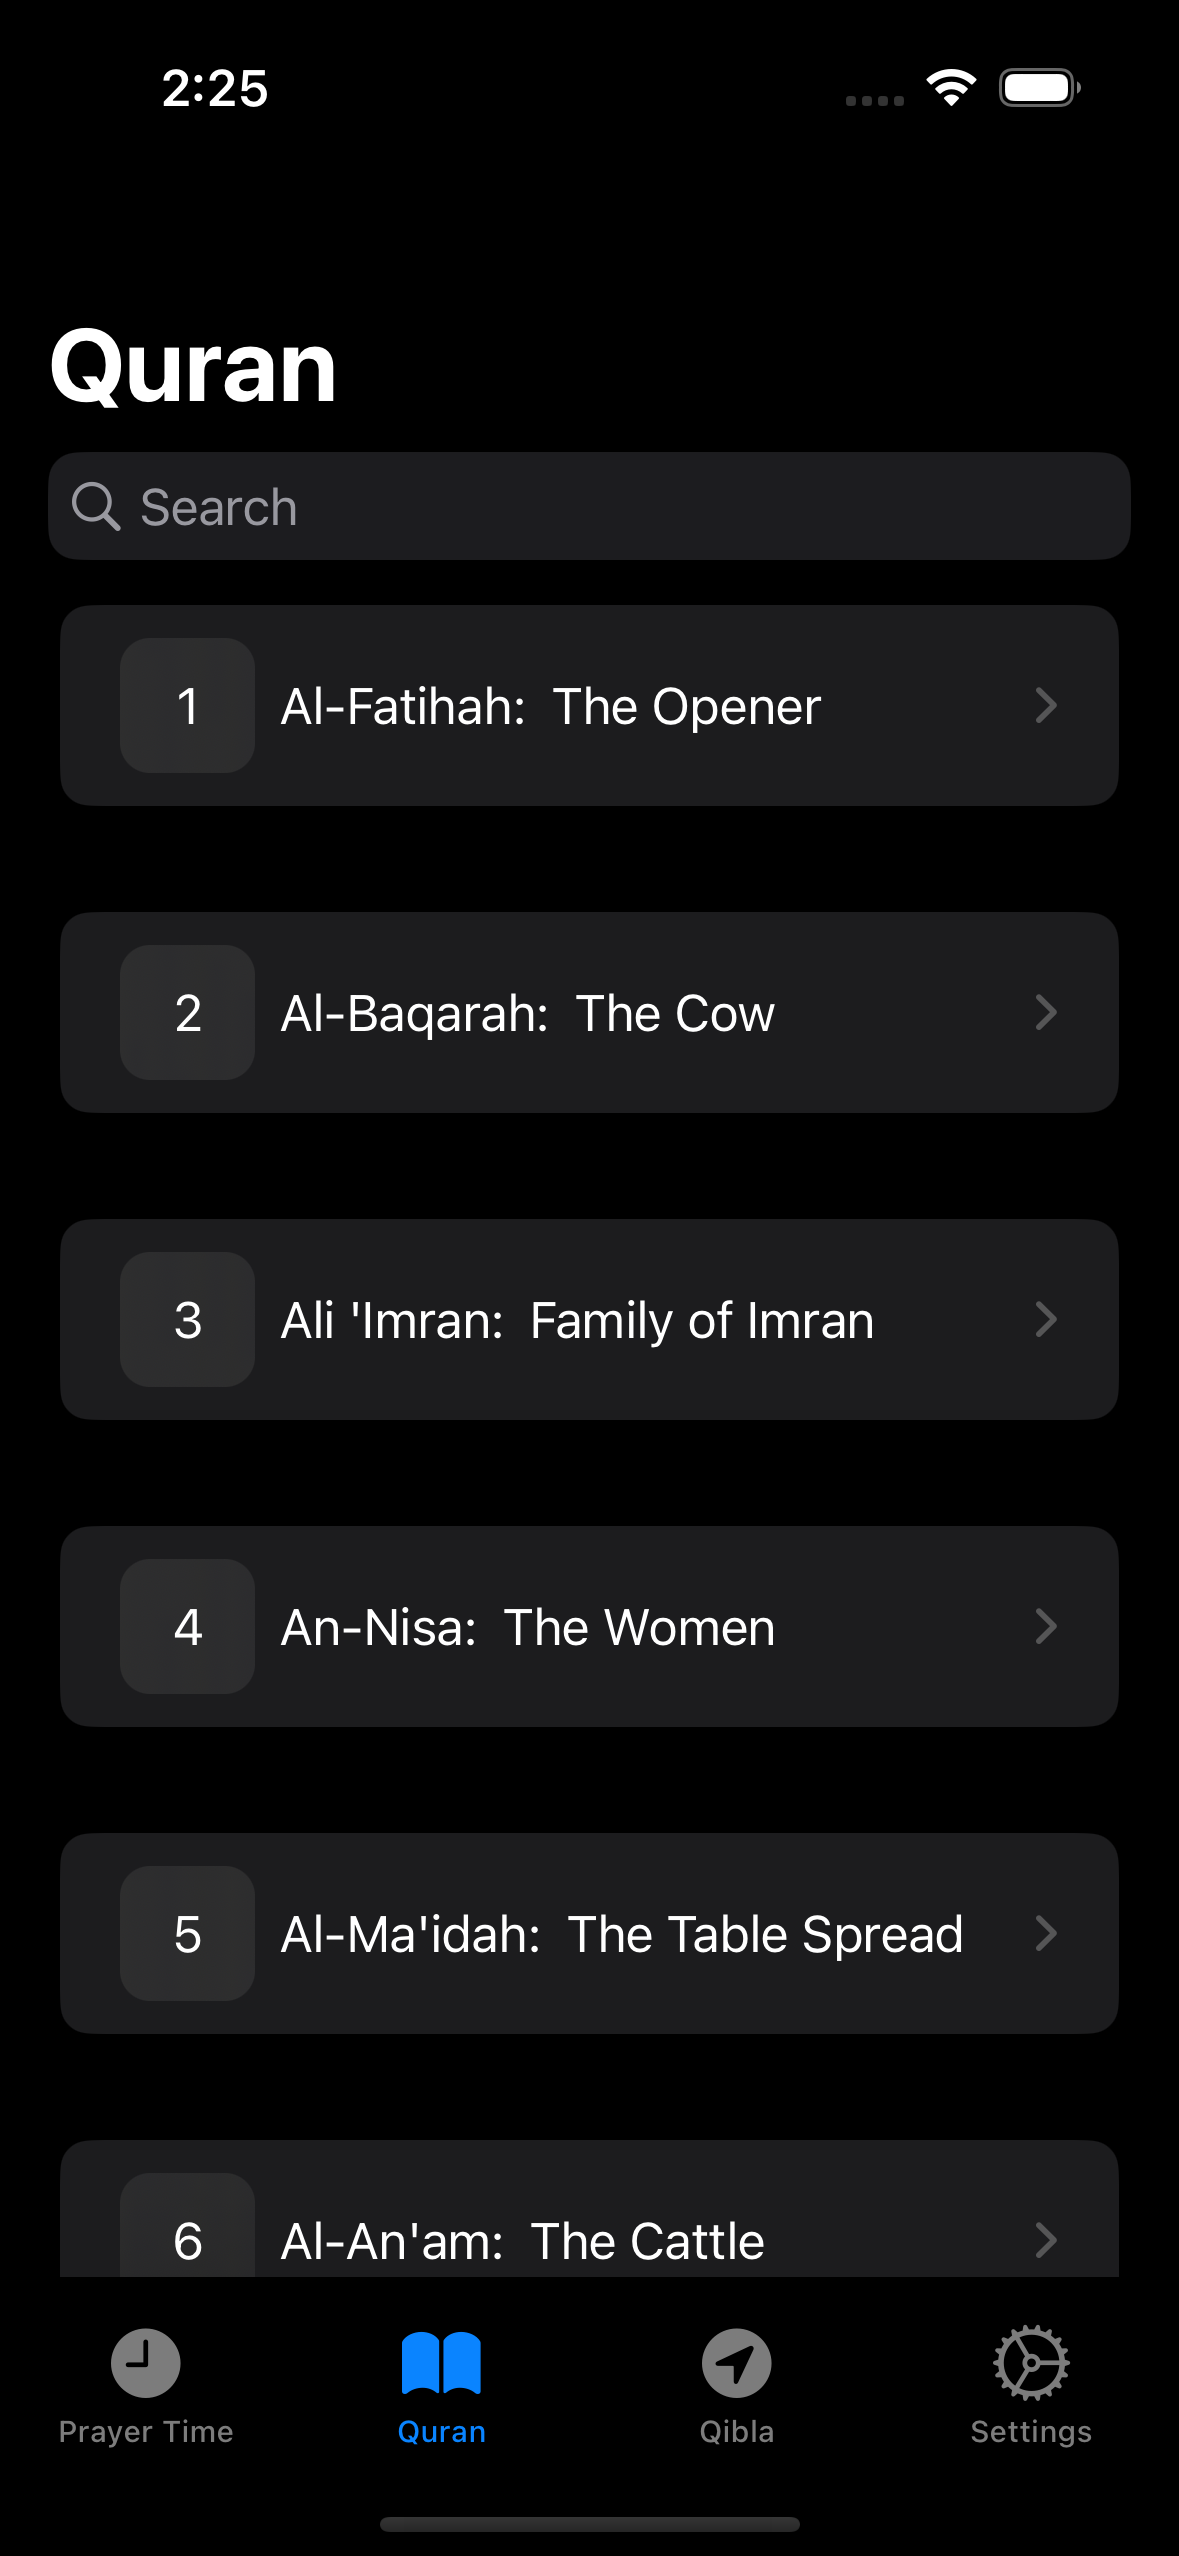 2:25
Quran
Search
1 Al-Fatihah: The Opener
2 Al-Baqarah: The Cow
3 Ali 'Imran: Family of Imran
4 An-Nisa: The Women
5 Al-Ma'idah: The Table Spread
6 Al-An'am: The Cattle
Prayer Time Quran Qibla Settings